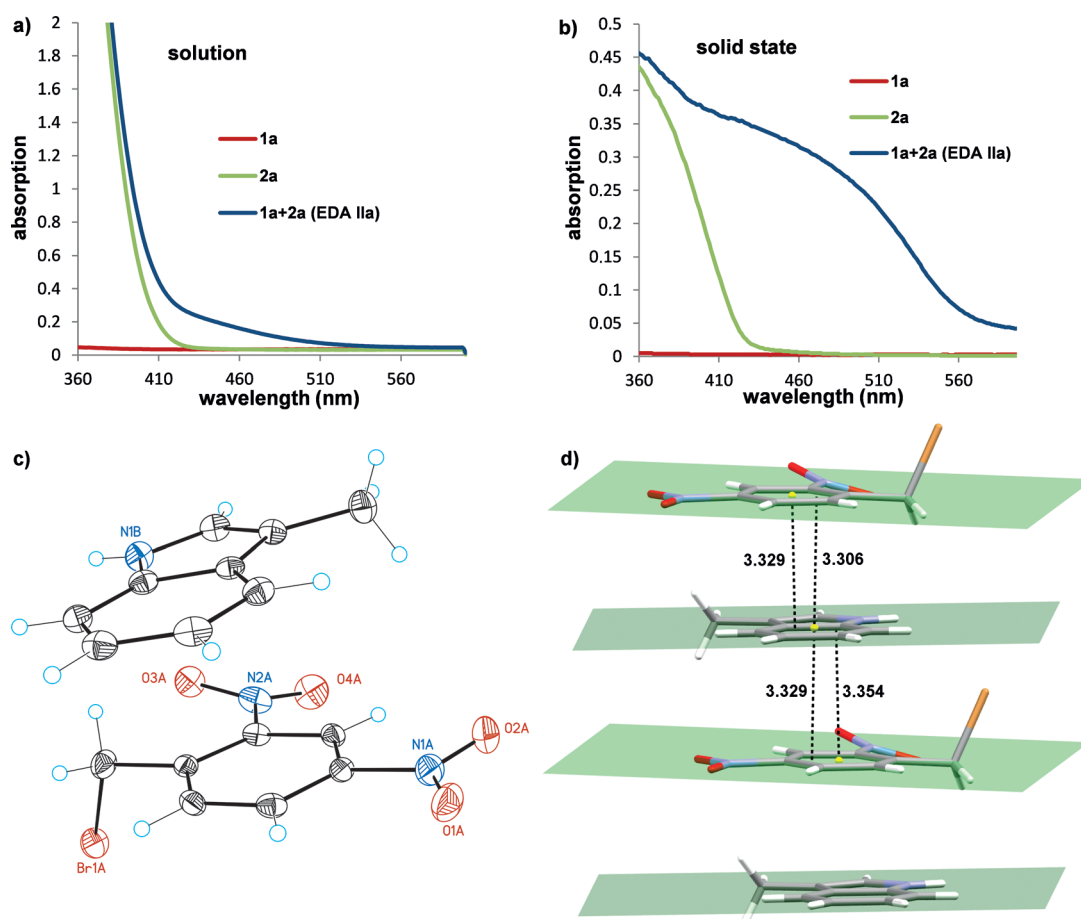 a)
solution
absorption
2
1.8
1.6
1.4
1.2
1
0.8
0.6
0.4
0.2
0
1a
2a
1a+2a (EDA IIa)
360 410 460 510 560
wavelength (nm)
b)
solid state
absorption
0.5
0.45
0.4
0.35
0.3
0.25
0.2
0.15
0.1
0.05
0
1a
2a
1a+2a (EDA IIa)
360 410 460 510 560
wavelength (nm)
c)
N1B
O3A N2A O4A
O2A
N1A
O1A
Br1A
d)
3.329 3.306
3.329 3.354